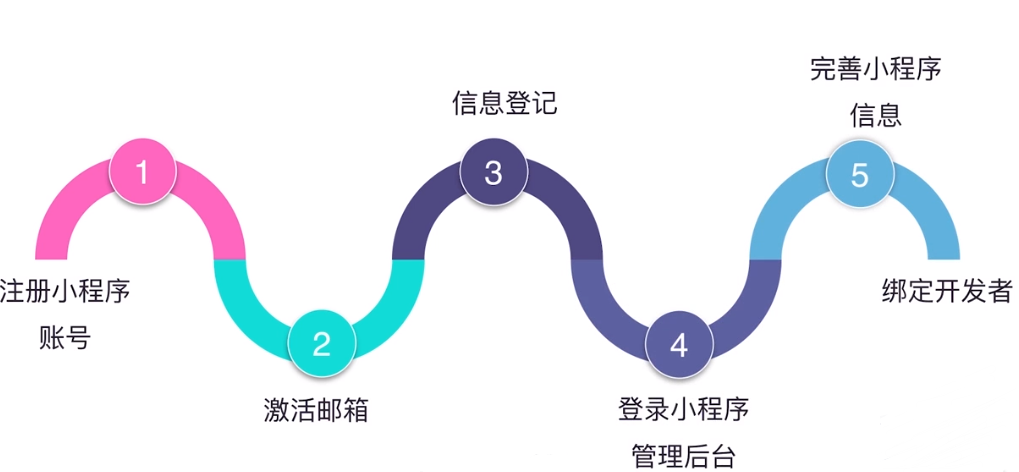 1
注册小程序
账号
2
激活邮箱
信息登记
3
4
登录小程序
管理后台
完善小程序
信息
5
绑定开发者